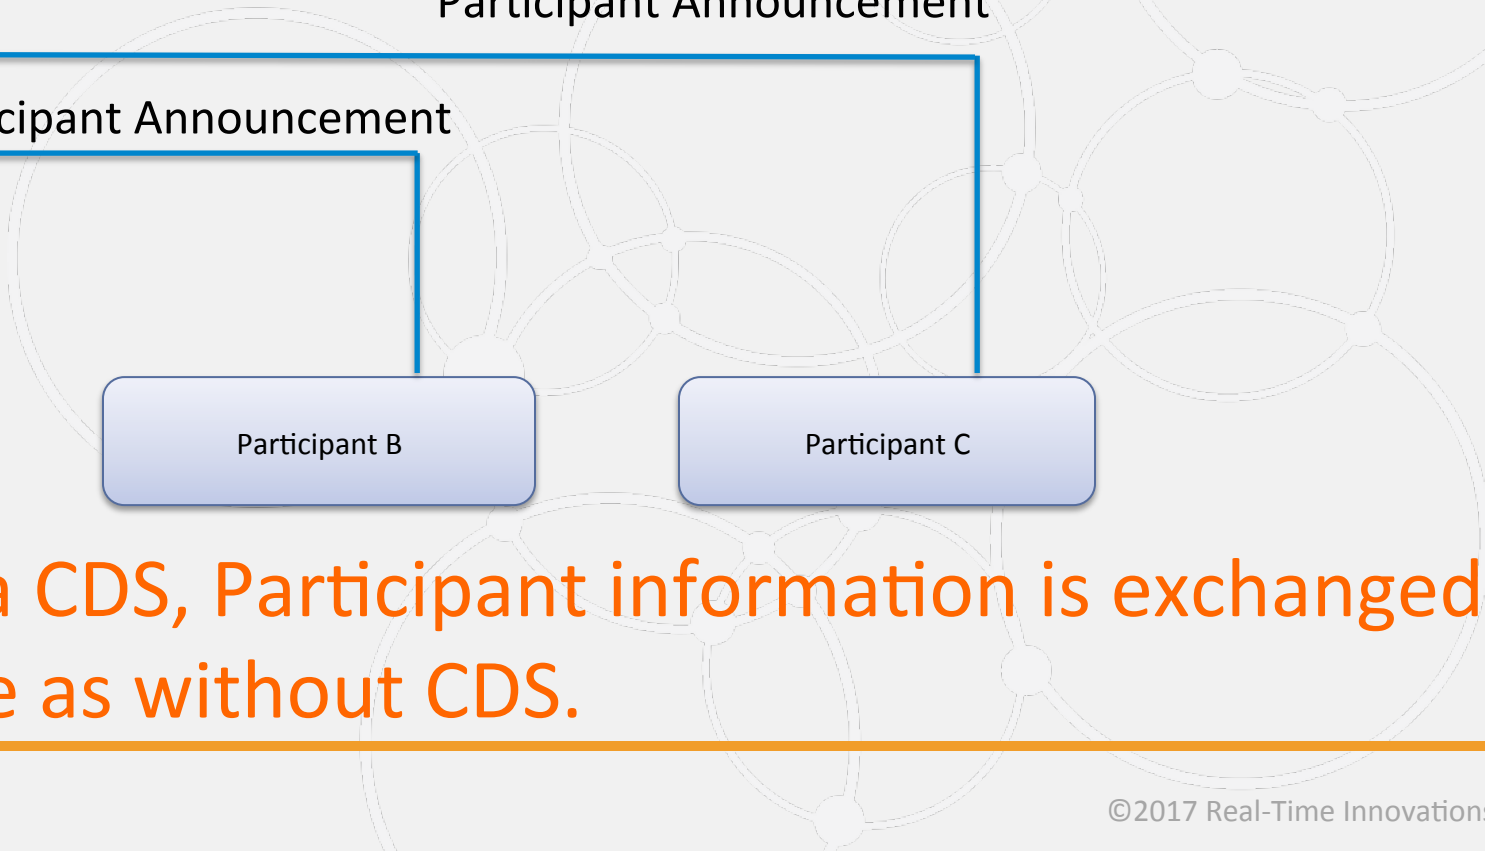 Participant Announcement
cipant Announcement
Participant B
Participant C
CDS, Participant information is exchanged
as without CDS.
©2017 Real-Time Innovations